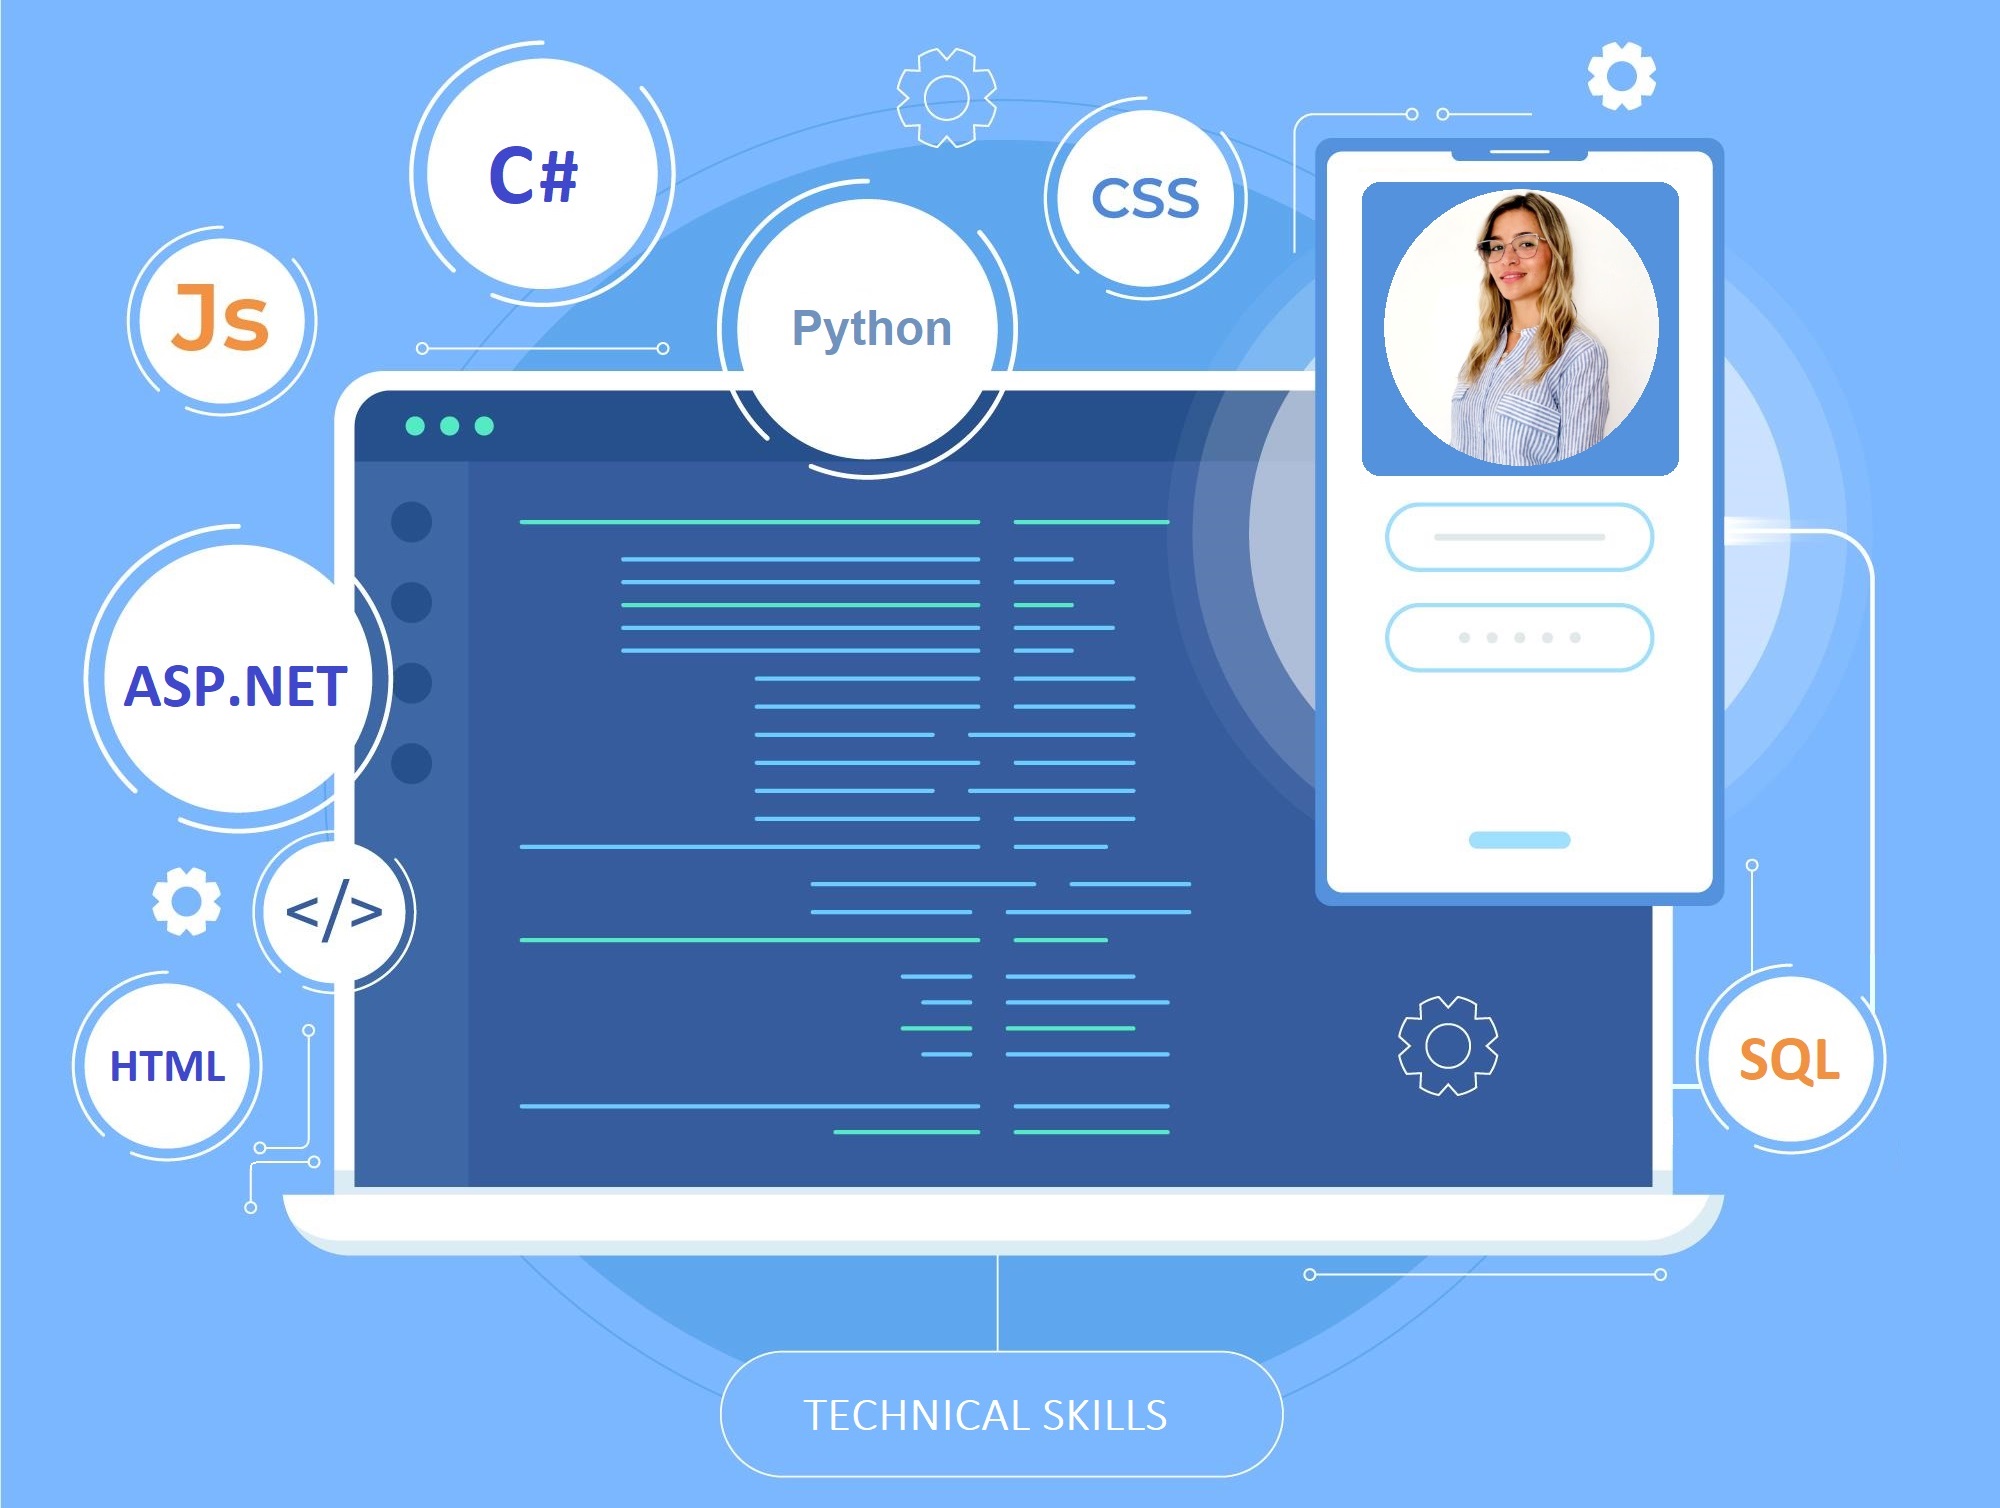 C#
CSS
Js
Python
ASP.NET
</>
HTML
SQL
TECHNICAL SKILLS